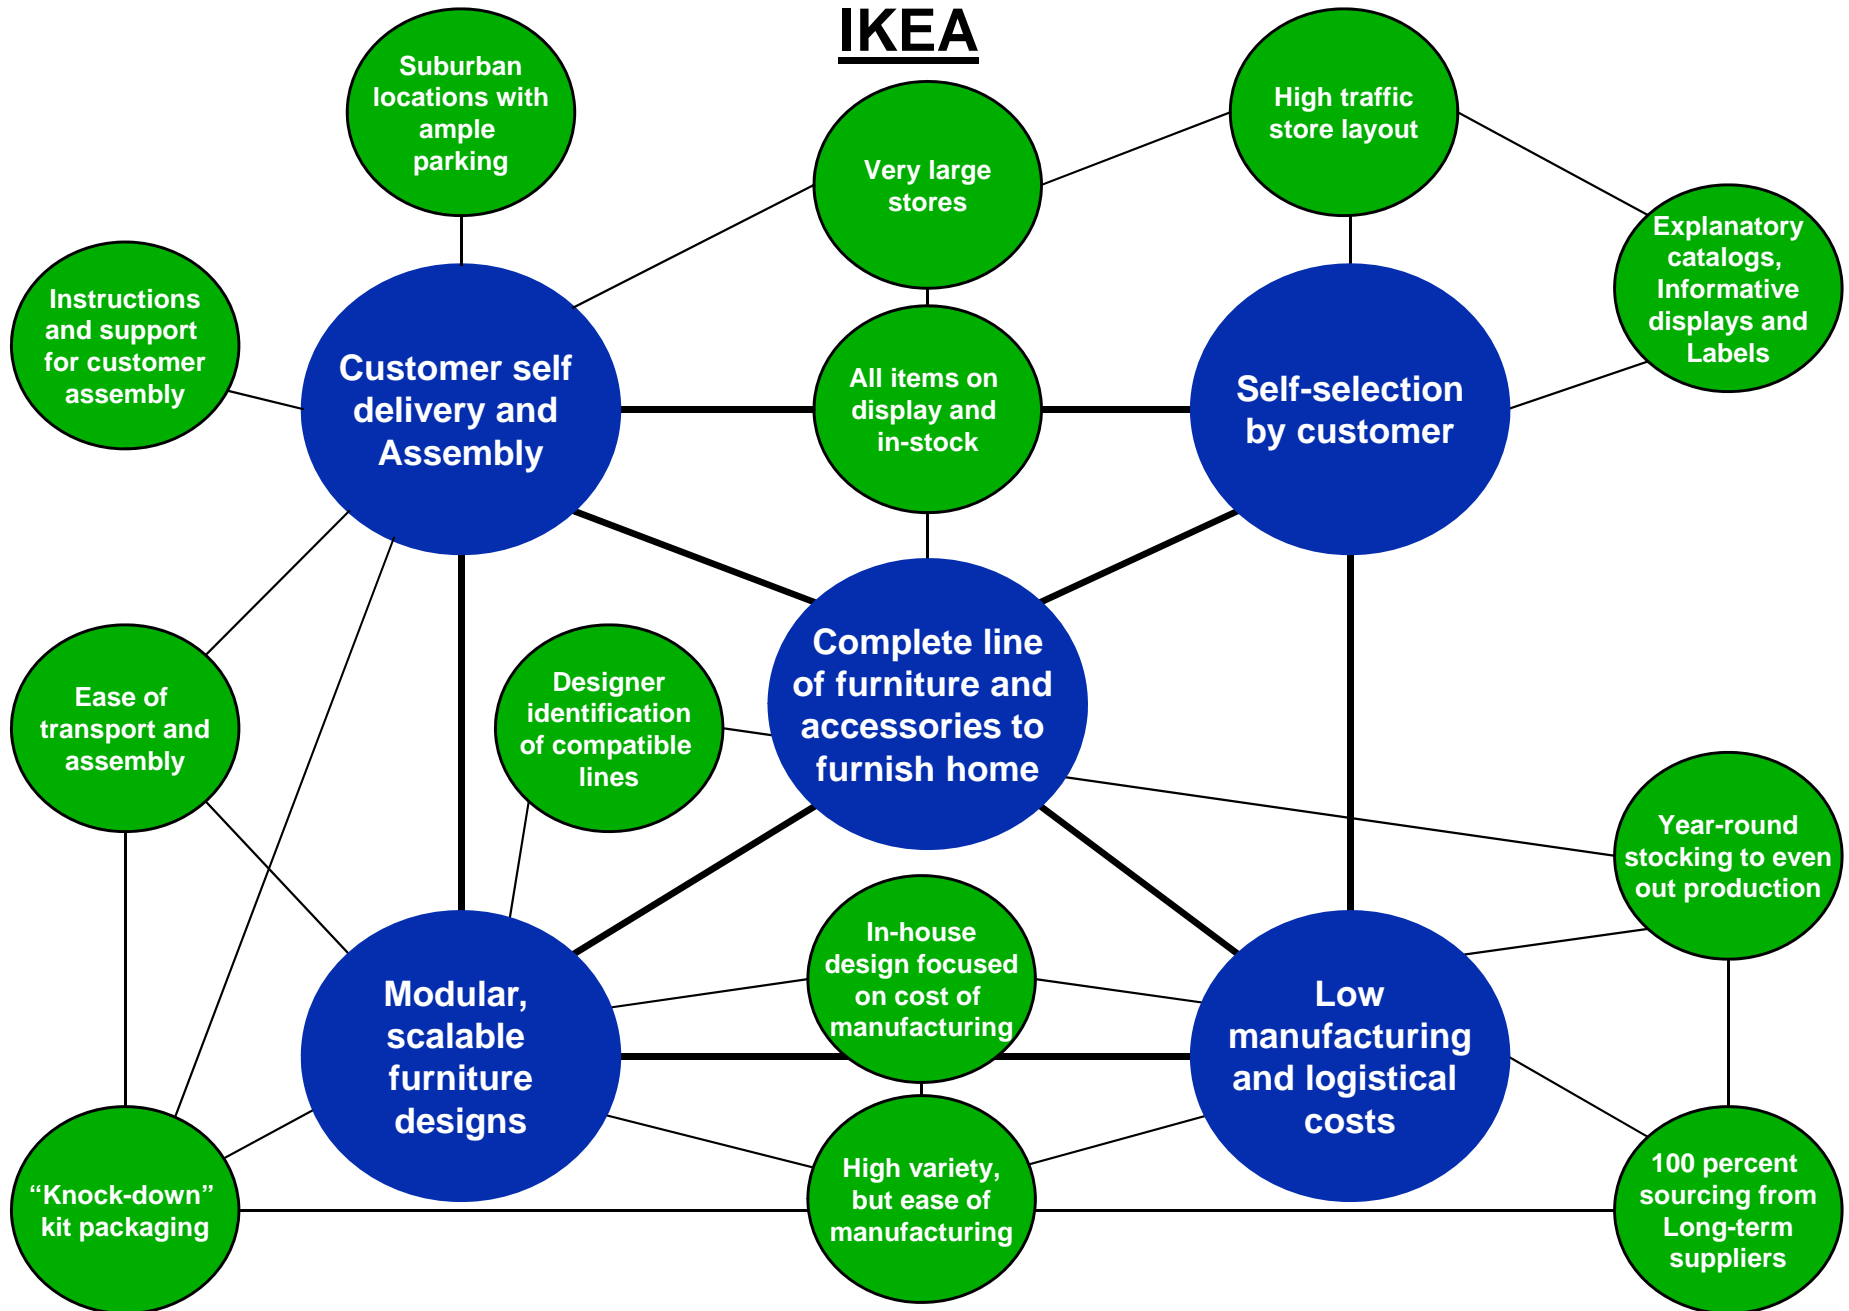 IKEA
Suburban
locations with
ample
parking
Very large
stores
High traffic
store layout
Explanatory
catalogs,
Informative
displays and
Labels
Instructions
and support
for customer
assembly
Customer self
delivery and
Assembly
All items on
display and
in-stock
Self-selection
by customer
Ease of
transport and
assembly
Designer
identification
of compatible
lines
Complete line
of furniture and
accessories to
furnish home
Year-round
stocking to even
out production
In-house
design focused
on cost of
manufacturing
Modular,
scalable
furniture
designs
Low
manufacturing
and logistical
costs
“Knock-down”
kit packaging
High variety,
but ease of
manufacturing
100 percent
sourcing from
Long-term
suppliers